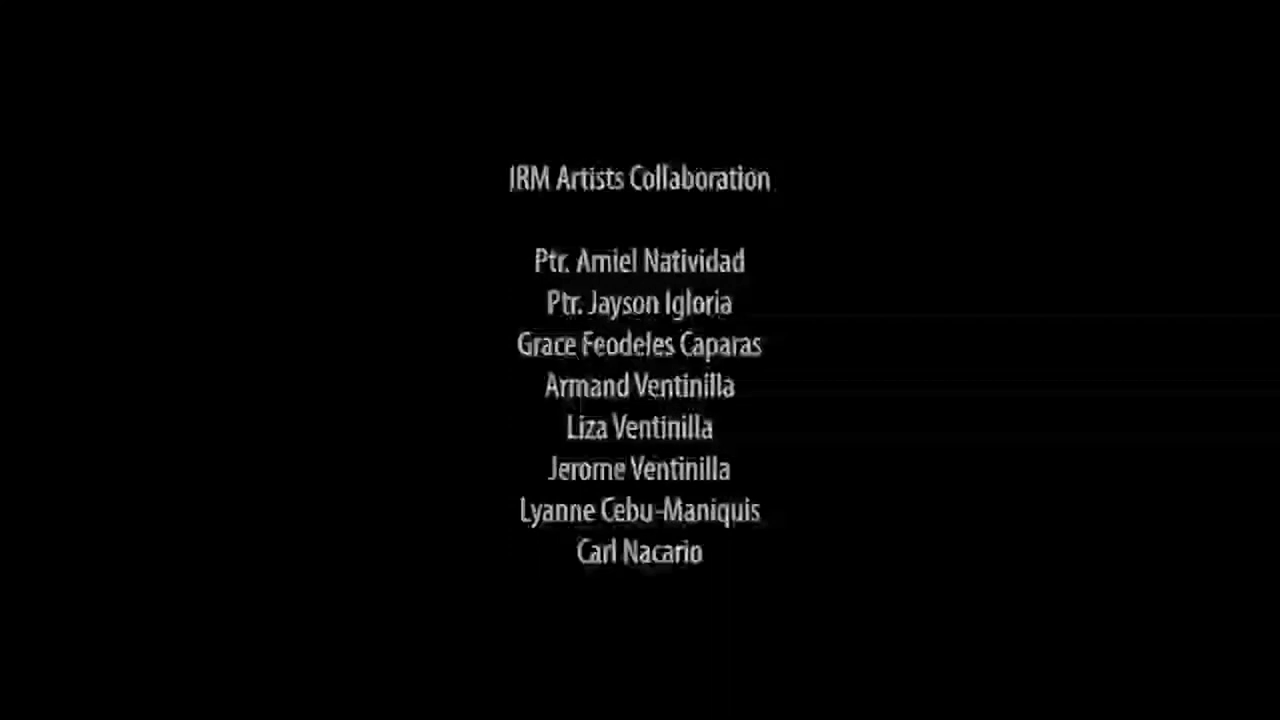 IRM Artists Collaboration
Ptr. Amiel Natividad
Ptr. Jayson Igloria
Grace Feodeles Caparas
Armand Ventinilla
Liza Ventinilla
Jerome Ventinilla
Lyanne Cebu-Maniquis
Carl Nacario